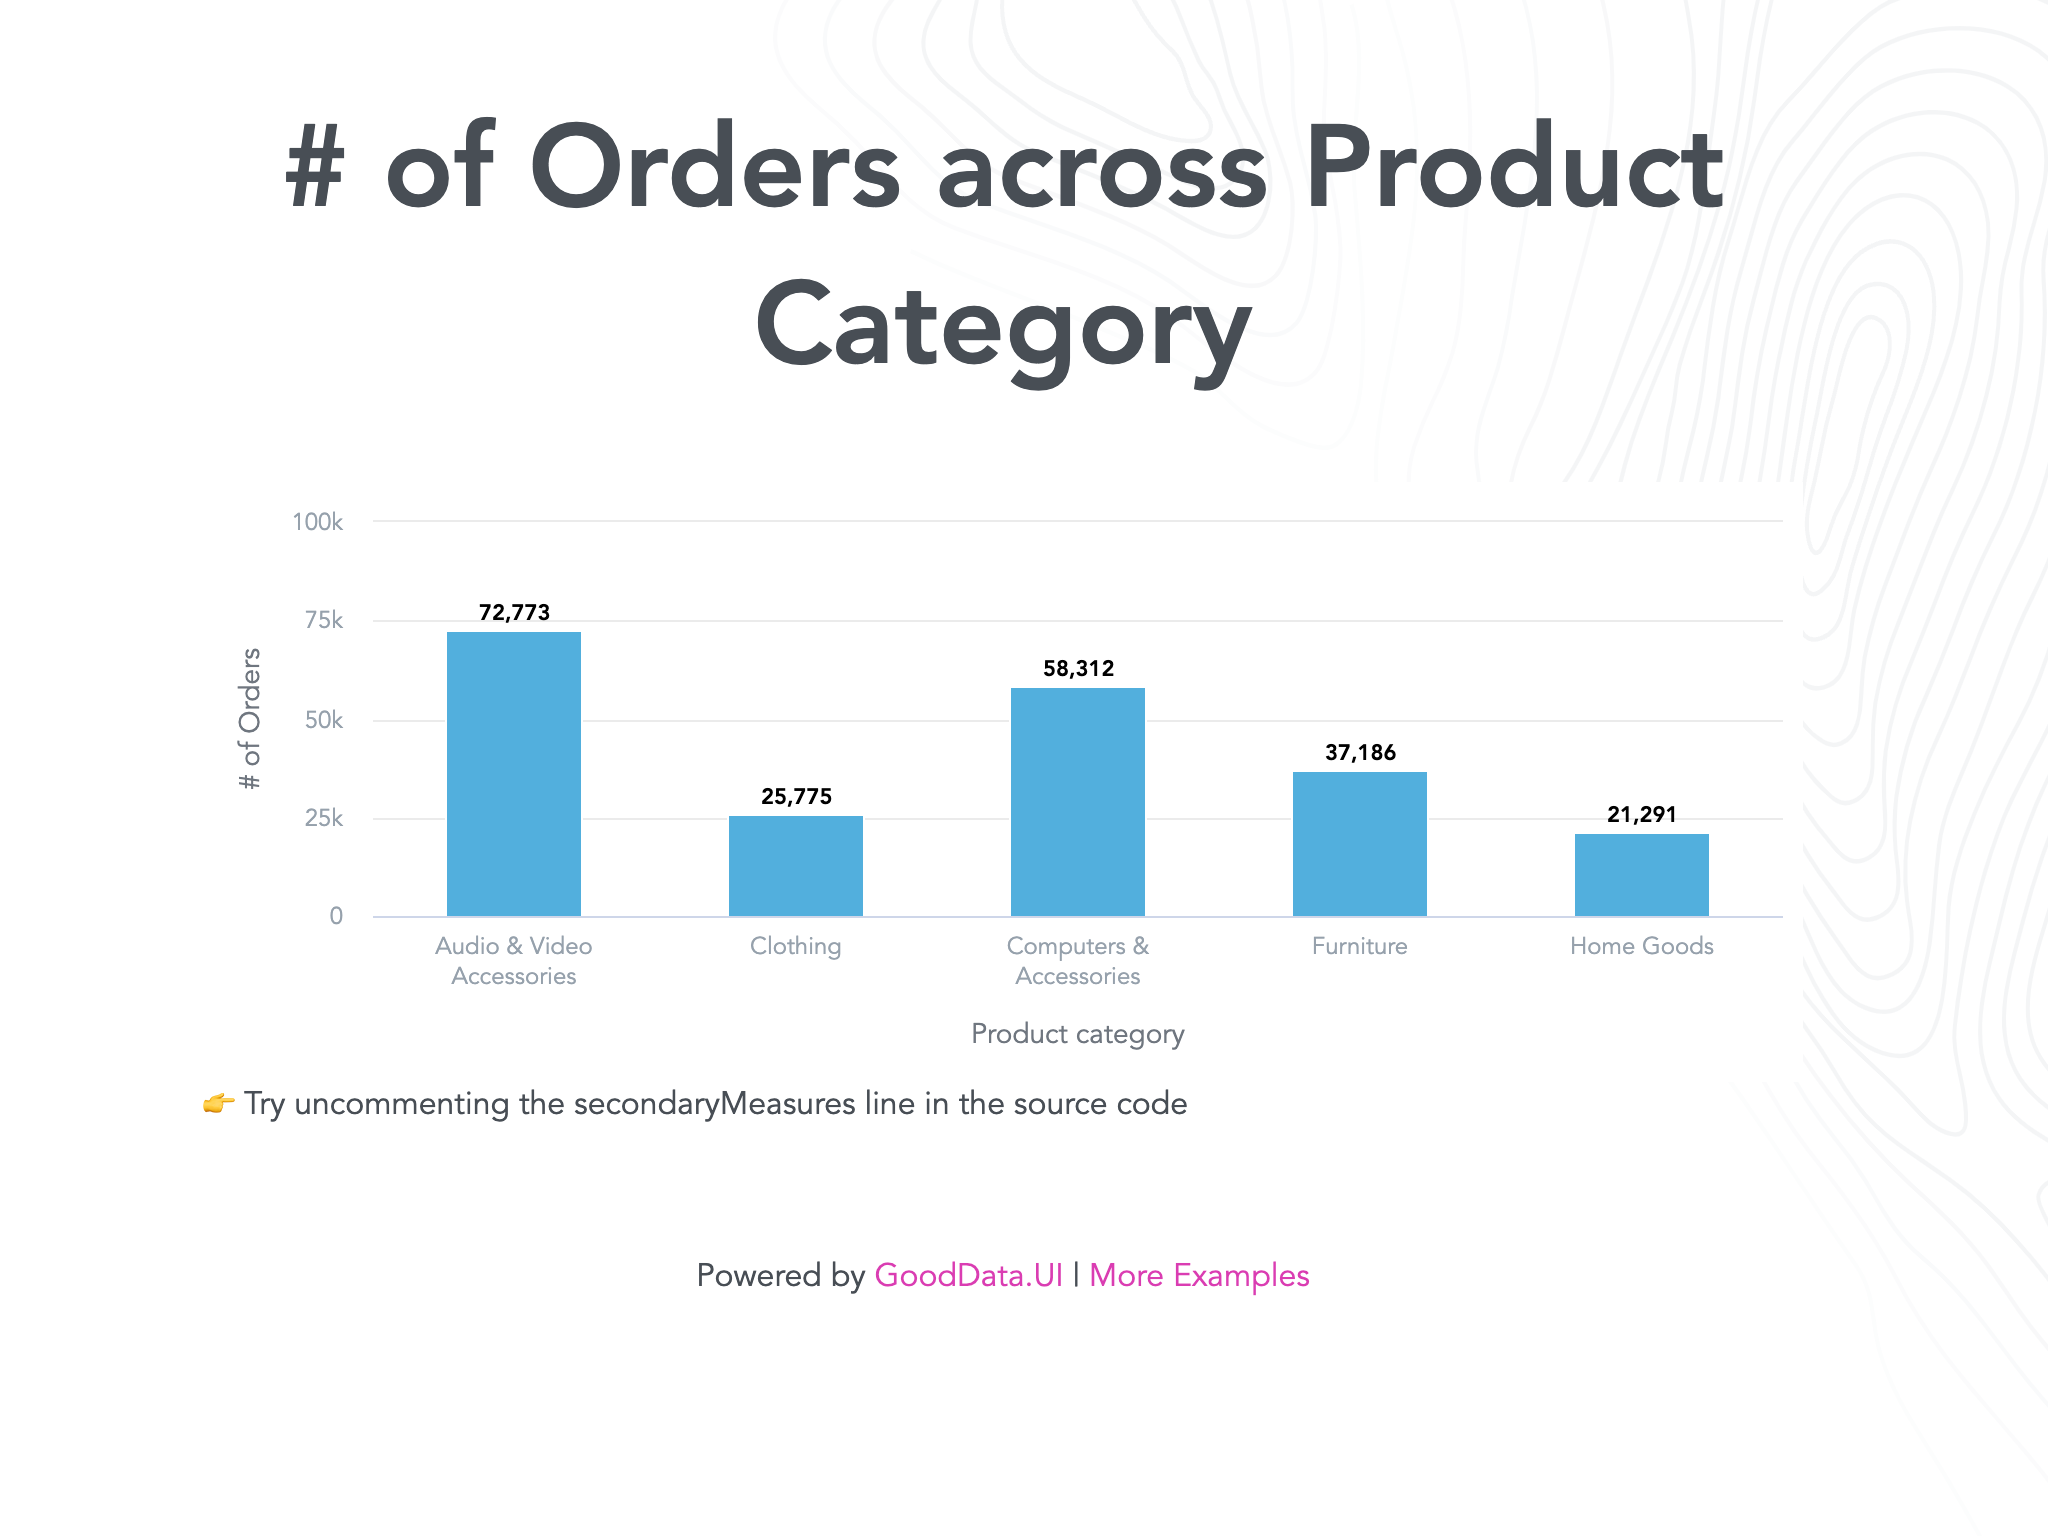 # of Orders across Product
Category
100k
75k
50k
25k
0
# of Orders
72,773
25,775
58,312
37,186
21,291
Audio & Video
Accessories
Clothing
Computers &
Accessories
Furniture
Home Goods
Product category
👉 Try uncommenting the secondaryMeasures line in the source code
Powered by GoodData.UI | More Examples